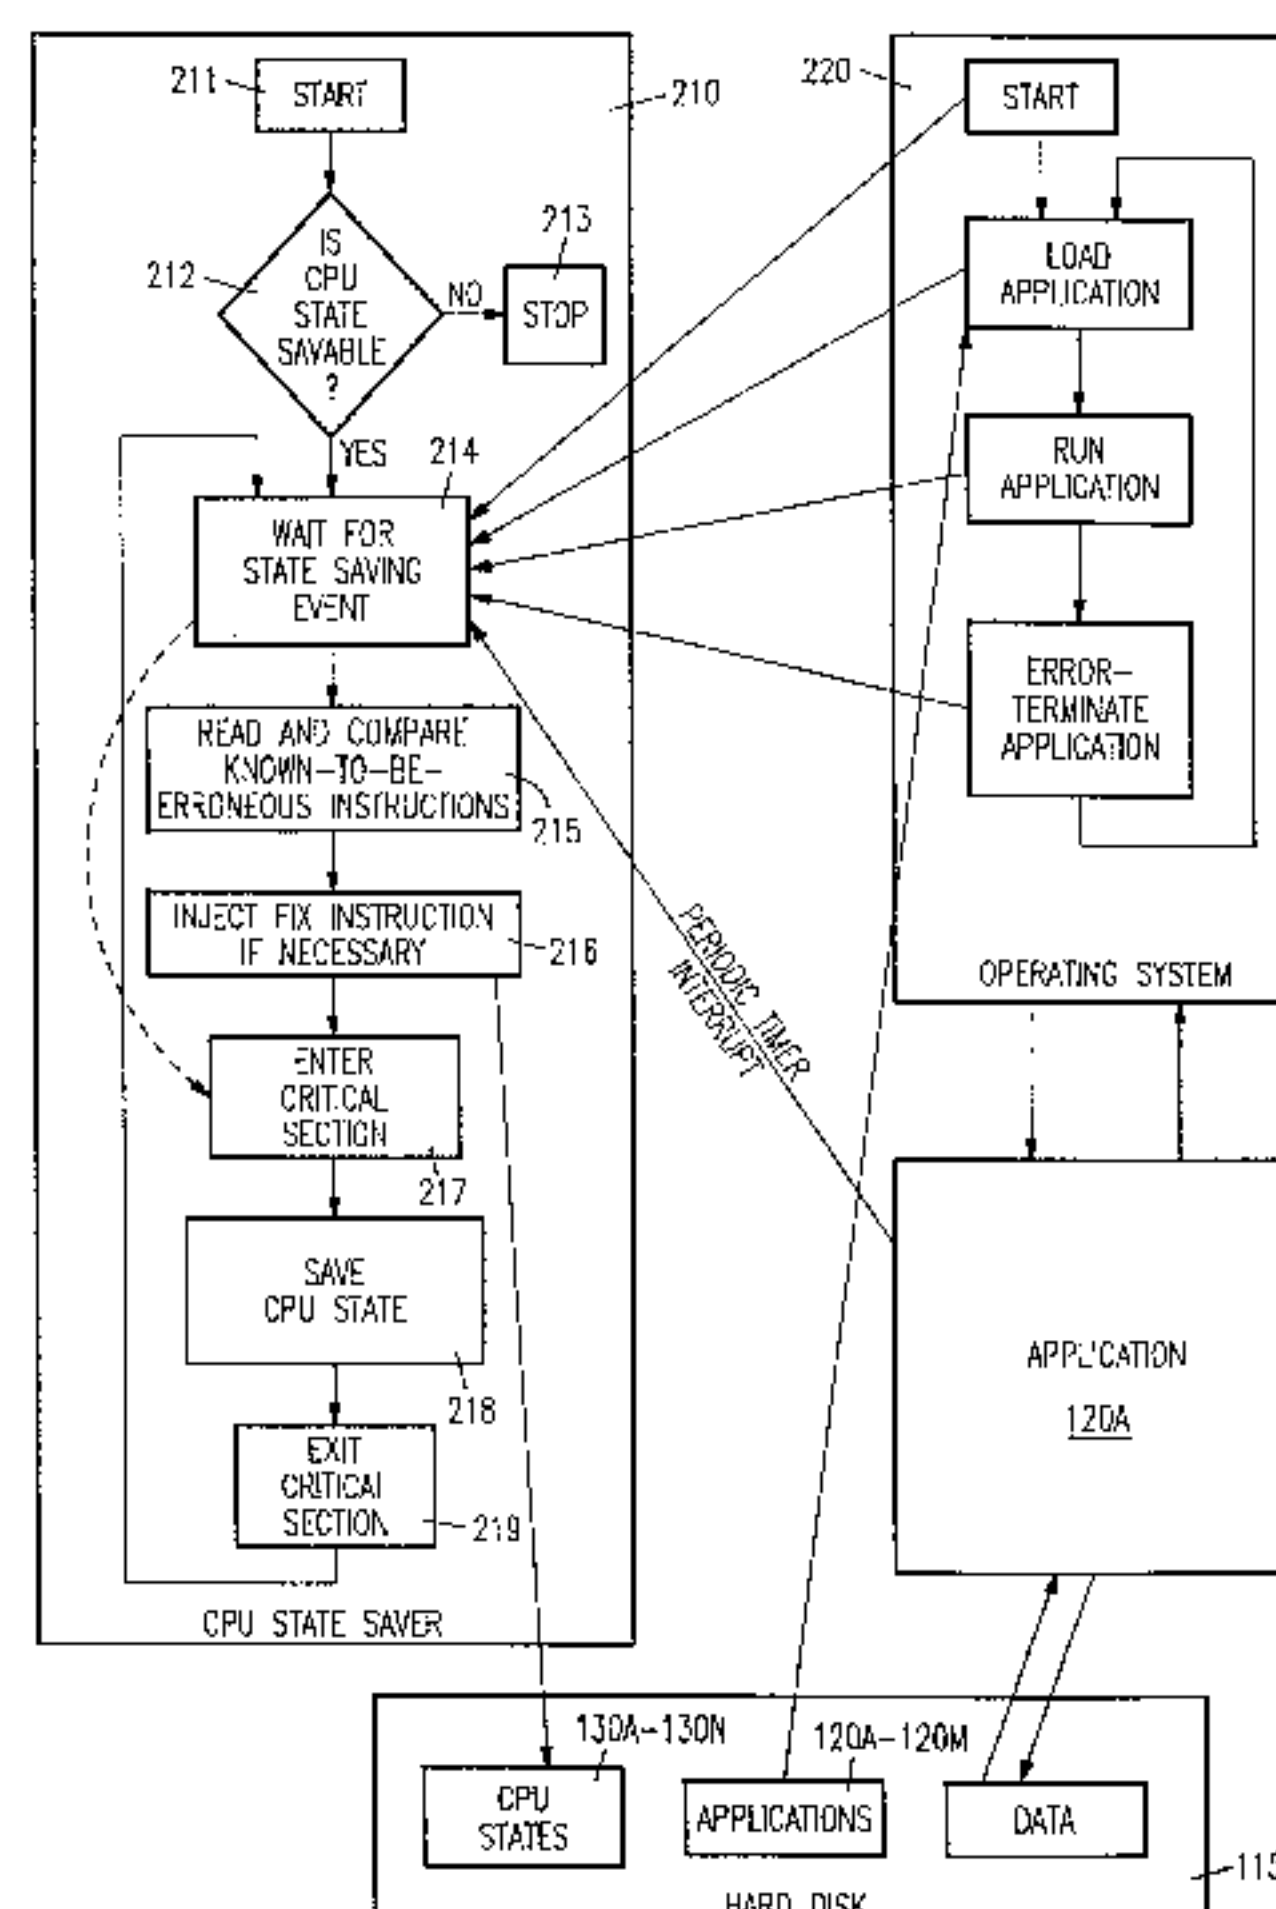 211
START
210
IS
CPU
STATE
SAVABLE
?
212
NO
213
STOP
YES
214
WAIT FOR
STATE SAVING
EVENT
READ AND COMPARE
KNOWN-TO-BE-
ERRONEOUS INSTRUCTIONS
215
INJECT FIX INSTRUCTION
IF NECESSARY
216
ENTER
CRITICAL
SECTION
217
SAVE
CPU STATE
218
EXIT
CRITICAL
SECTION
219
CPU STATE SAVER
220
START
LOAD
APPLICATION
RUN
APPLICATION
ERROR-
TERMINATE
APPLICATION
OPERATING SYSTEM
PERIODIC TIMER
INTERRUPT
APPLICATION
120A
130A-130N
CPU
STATES
120A-120M
APPLICATIONS
DATA
115
HARD DISK